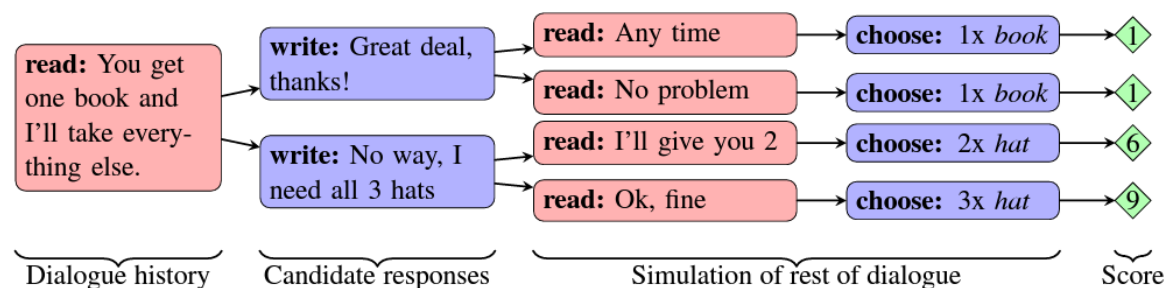 read: You get
one book and
I'll take every-
thing else.
write: Great deal,
thanks!
write: No way, I
need all 3 hats
read: Any time
read: No problem
read: I'll give you 2
read: Ok, fine
choose: 1x book
choose: 1x book
choose: 2x hat
choose: 3x hat
1
1
6
9
Dialogue history
Candidate responses
Simulation of rest of dialogue
Score